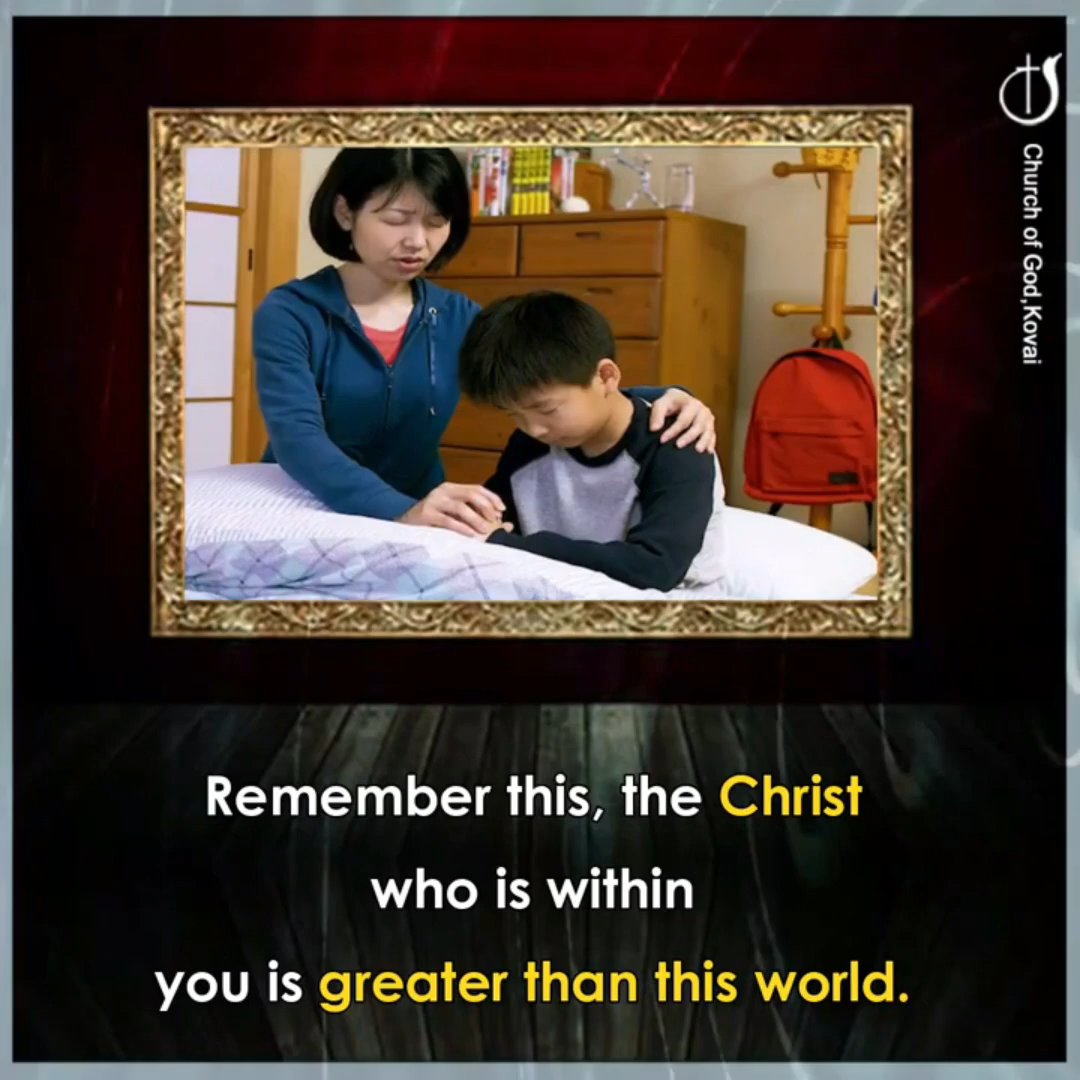 Church of God,Kovai
Remember this, the Christ
who is within
you is greater than this world.